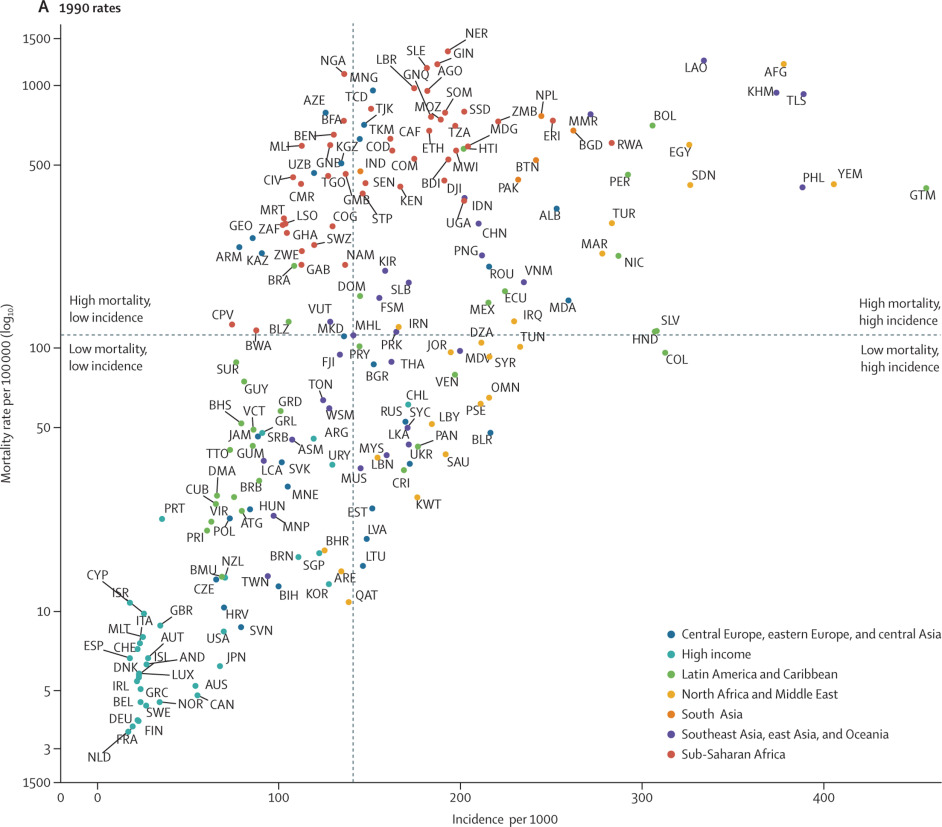 A 1990 rates
1500
NER
SLE
GIN
LBR
NGA
GNQ
AGO
LAO
AFG
1000
MNG
KHM
TLS
TCD
SOM
AZE
TJK
MOZ
SSD
ZMB
NPL
BFA
MMR
BOL
BEN
TKM
CAF
TZA
MDG
ERI
BGD
RWA
EGY
MLI
GNB
KGZ
COD
ETH
HTI
UZB
IND
COM
MWI
BTN
500
CIV
TGO
SEN
BDI
DJI
PAK
PER
SDN
PHL
YEM
GTM
CMR
GMB
KEN
STP
IDN
MRT
LSO
COG
UGA
CHN
ALB
TUR
GEO
ZAF
GHA
SWZ
ARM
KAZ
ZWE
NAM
KIR
PNG
MAR
NIC
BRA
GAB
ROU
VNM
DOM
SLB
ECU
High mortality,
low incidence
FSM
MEX
MDA
High mortality,
high incidence
CPV
VUT
IRQ
BLZ
MKD
MHL
IRN
SLV
BWA
PRK
DZA
TUN
HND
100
Low mortality,
low incidence
FJI
PRY
JOR
MDV
COL
Low mortality,
high incidence
SUR
BGR
THA
SYR
GUY
VEN
TON
OMN
BHS
VCT
GRD
WSM
CHL
PSE
GRL
RUS
SYC
LBY
50
JAM
SRB
ARG
LKA
PAN
BLR
TTO
GUM
ASM
URY
MYS
UKR
DMA
LCA
SVK
MUS
LBN
SAU
CUB
BRB
MNE
CRI
KWT
PRT
VIR
HUN
EST
POL
ATG
MNP
PRI
LVA
BHR
BRN
SGP
LTU
BMU
NZL
TWN
ARE
CYP
CZE
BIH
KOR
QAT
ISR
10
ITA
GBR
HRV
MLT
AUT
USA
SVN
ESP
CHE
ISL
AND
JPN
DNK
LUX
IRL
AUS
5
GRC
BEL
NOR
CAN
SWE
DEU
FIN
FRA
3
NLD
1500
Mortality rate per 100 000 (log10)
Central Europe, eastern Europe, and central Asia
High income
Latin America and Caribbean
North Africa and Middle East
South Asia
Southeast Asia, east Asia, and Oceania
Sub-Saharan Africa
0 0 100 200 300 400
Incidence per 1000